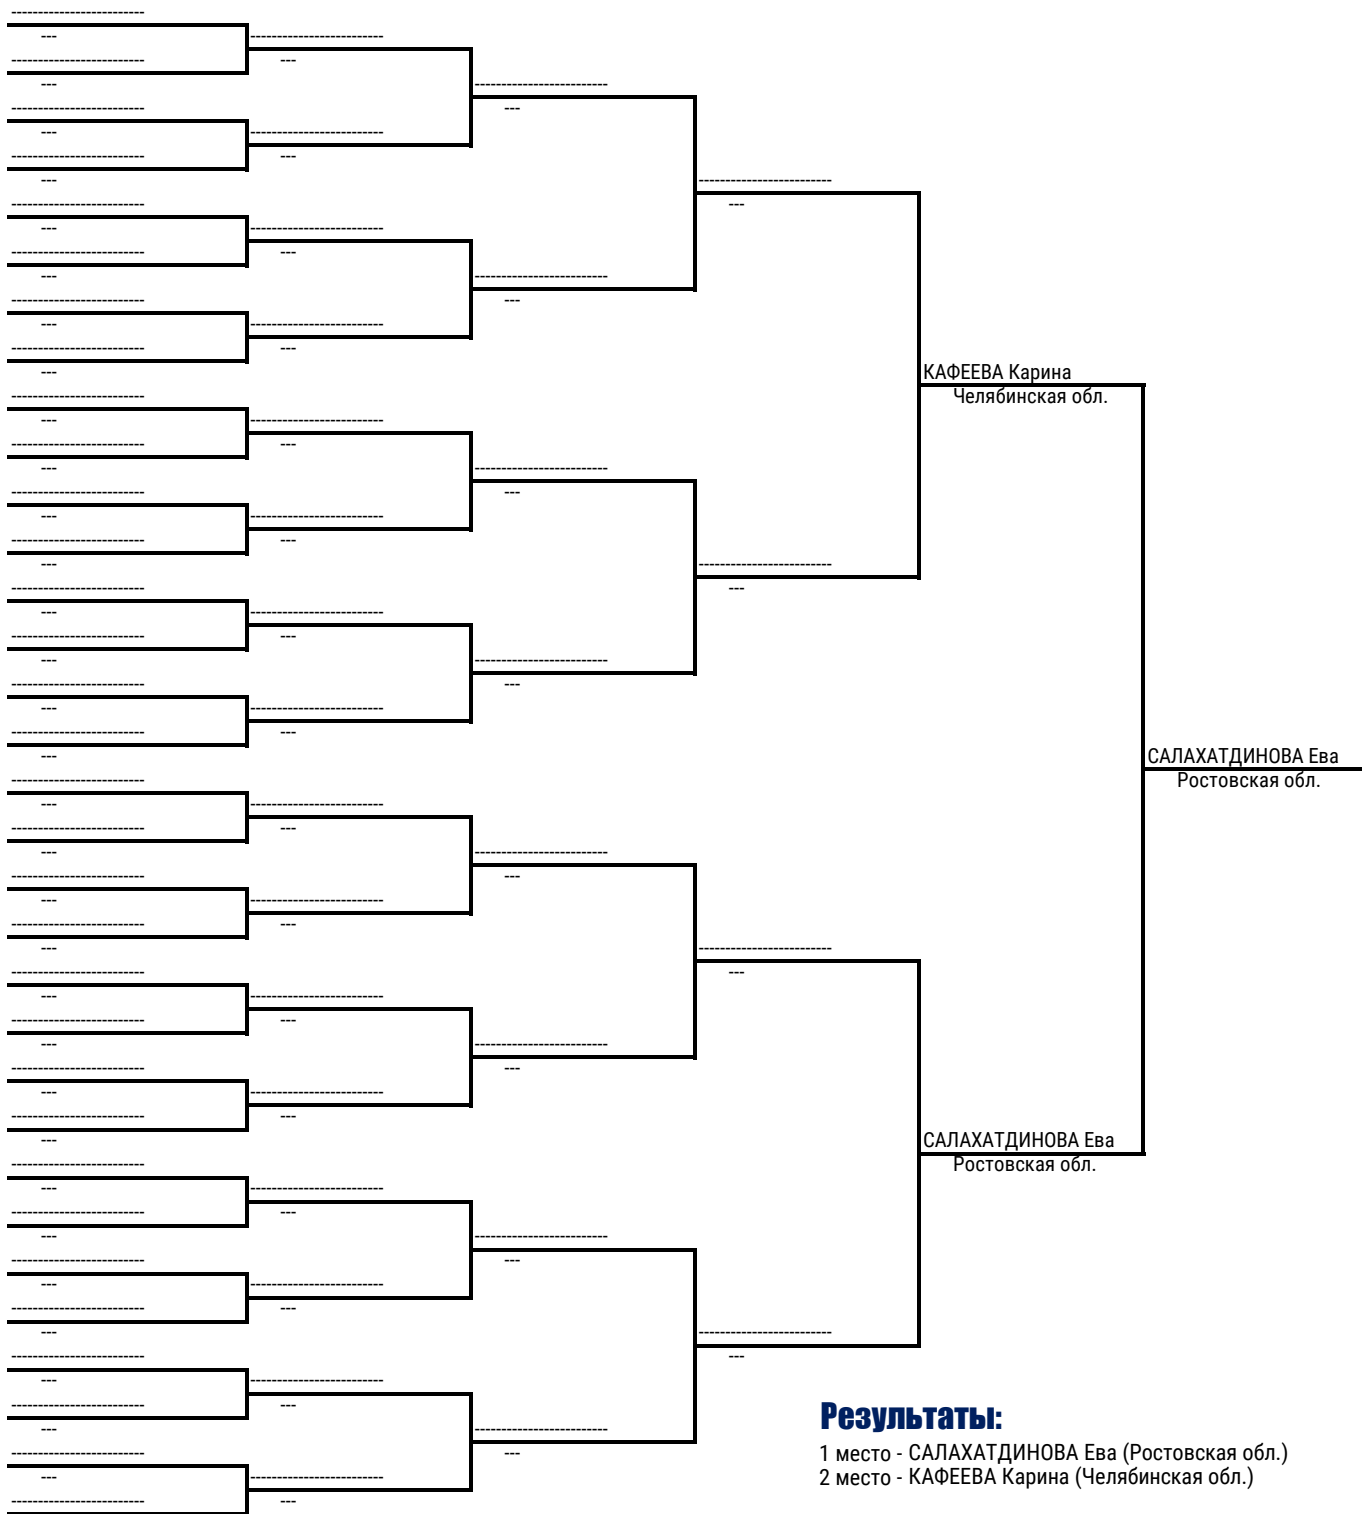 КАФЕЕВА Карина
Челябинская обл.
САЛАХАТДИНОВА Ева
Ростовская обл.
САЛАХАТДИНОВА Ева
Ростовская обл.
Результаты:
1 место - САЛАХАТДИНОВА Ева (Ростовская обл.)
2 место - КАФЕЕВА Карина (Челябинская обл.)